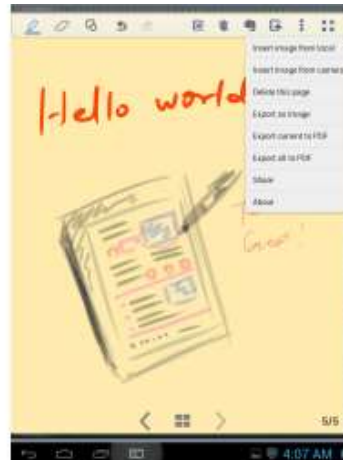 Hello world
Insert image from local
Insert image from camera
Delete this page
Export as image
Export current to PDF
Export all to PDF
Share
About
Great!
5/5
4:07 AM